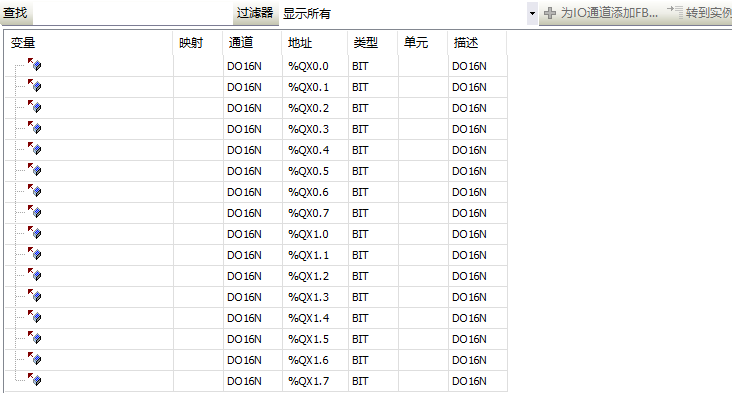 查找 过滤器 显示所有 为IO通道添加FB... 转到实例
变量 映射 通道 地址 类型 单元 描述
DO16N %QX0.0 BIT DO16N
DO16N %QX0.1 BIT DO16N
DO16N %QX0.2 BIT DO16N
DO16N %QX0.3 BIT DO16N
DO16N %QX0.4 BIT DO16N
DO16N %QX0.5 BIT DO16N
DO16N %QX0.6 BIT DO16N
DO16N %QX0.7 BIT DO16N
DO16N %QX1.0 BIT DO16N
DO16N %QX1.1 BIT DO16N
DO16N %QX1.2 BIT DO16N
DO16N %QX1.3 BIT DO16N
DO16N %QX1.4 BIT DO16N
DO16N %QX1.5 BIT DO16N
DO16N %QX1.6 BIT DO16N
DO16N %QX1.7 BIT DO16N